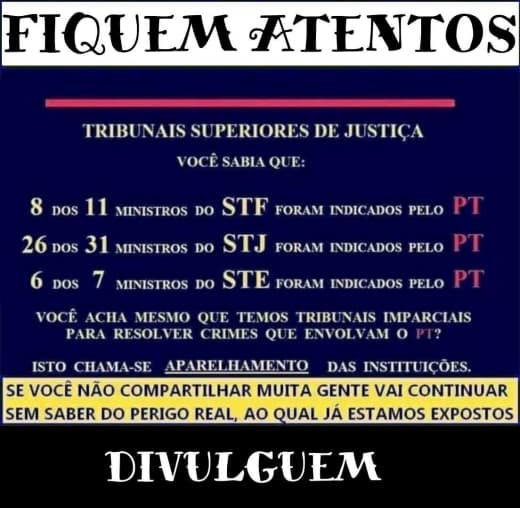 FIQUEM ATENTOS
TRIBUNAIS SUPERIORES DE JUSTIÇA
VOCÊ SABIA QUE:
8 DOS 11 MINISTROS DO STF FORAM INDICADOS PELO PT
26 DOS 31 MINISTROS DO STJ FORAM INDICADOS PELO PT
6 DOS 7 MINISTROS DO STE FORAM INDICADOS PELO PT
VOCÊ ACHA MESMO QUE TEMOS TRIBUNAIS IMPARCIAIS
PARA RESOLVER CRIMES QUE ENVOLVAM O PT?
ISTO CHAMA-SE APARELHAMENTO DAS INSTITUIÇÕES.
SE VOCÊ NÃO COMPARTILHAR MUITA GENTE VAI CONTINUAR
SEM SABER DO PERIGO REAL, AO QUAL JÁ ESTAMOS EXPOSTOS
DIVULGUEM